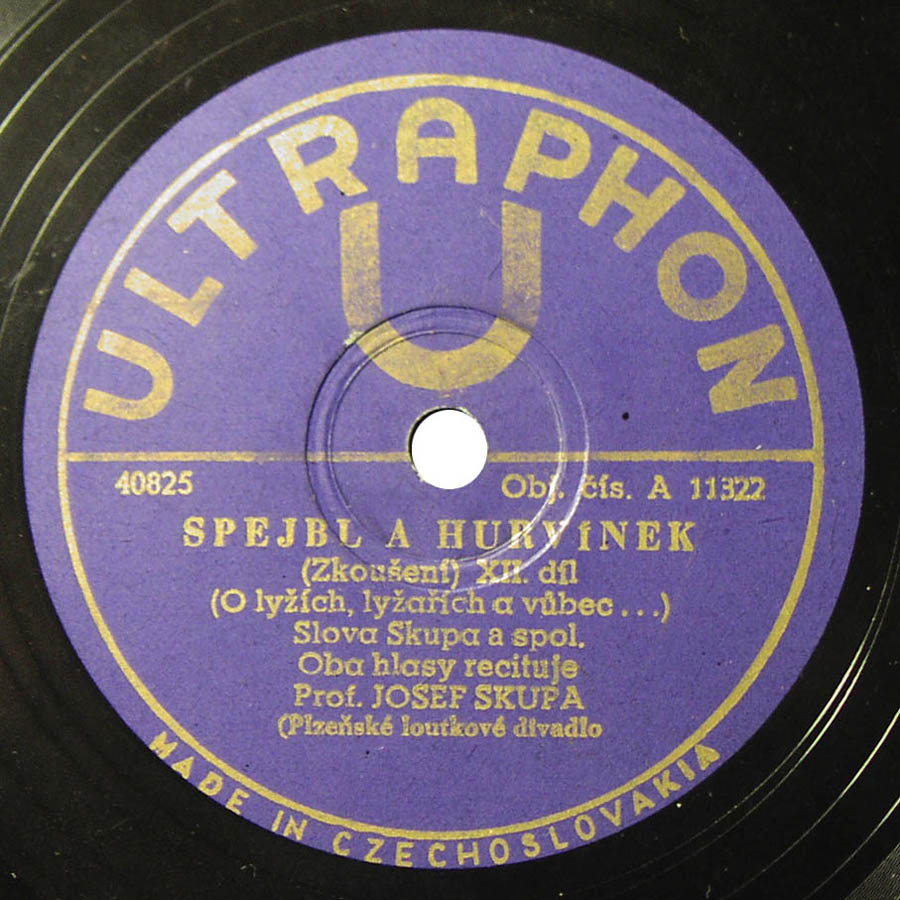 ULTRAPHON
U
40825 Obj. čís. A 11322
SPEJBL A HURVÍNEK
(Zkoušení) XII. díl
(O lyžích, lyžařích a vůbec...)
Slova Skupa a spol.
Oba hlasy recituje
Prof. JOSEF SKUPA
(Plzeňské loutkové divadlo
MADE IN CZECHOSLOVAKIA